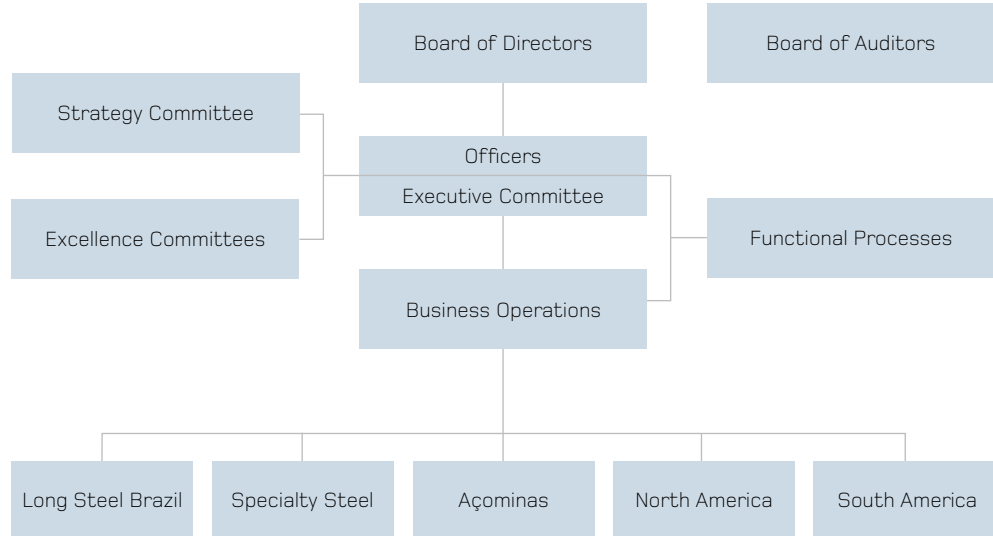 Board of Directors
Board of Auditors
Strategy Committee
Officers
Executive Committee
Excellence Committees
Functional Processes
Business Operations
Long Steel Brazil
Specialty Steel
Açominas
North America
South America